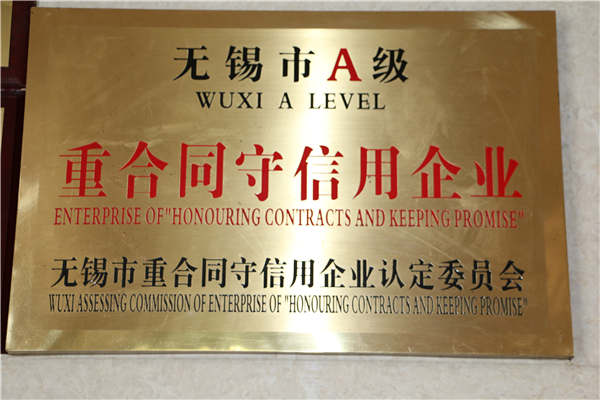 无锡市A级
WUXI A LEVEL
重合同守信用企业
ENTERPRISE OF"HONOURING CONTRACTS AND KEEPING PROMISE"
无锡市重合同守信用企业认定委员会
WUXI ASSESSING COMMISSION OF ENTERPRISE OF "HONOURING CONTRACTS AND KEEPING PROMISE"